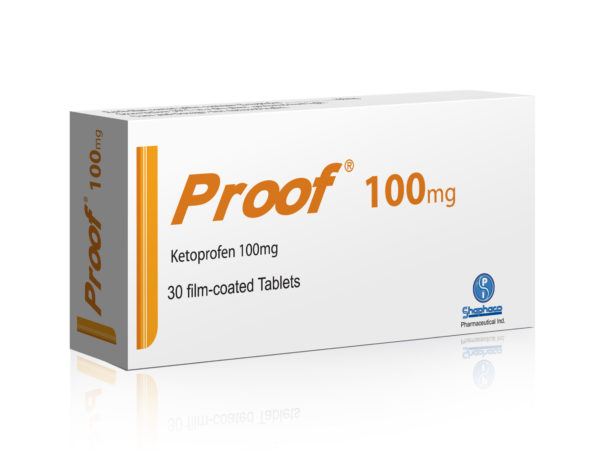 Proof® 100mg
Proof® 100mg
Ketoprofen 100mg
30 film-coated Tablets
Shaphaco
Pharmaceutical Ind.